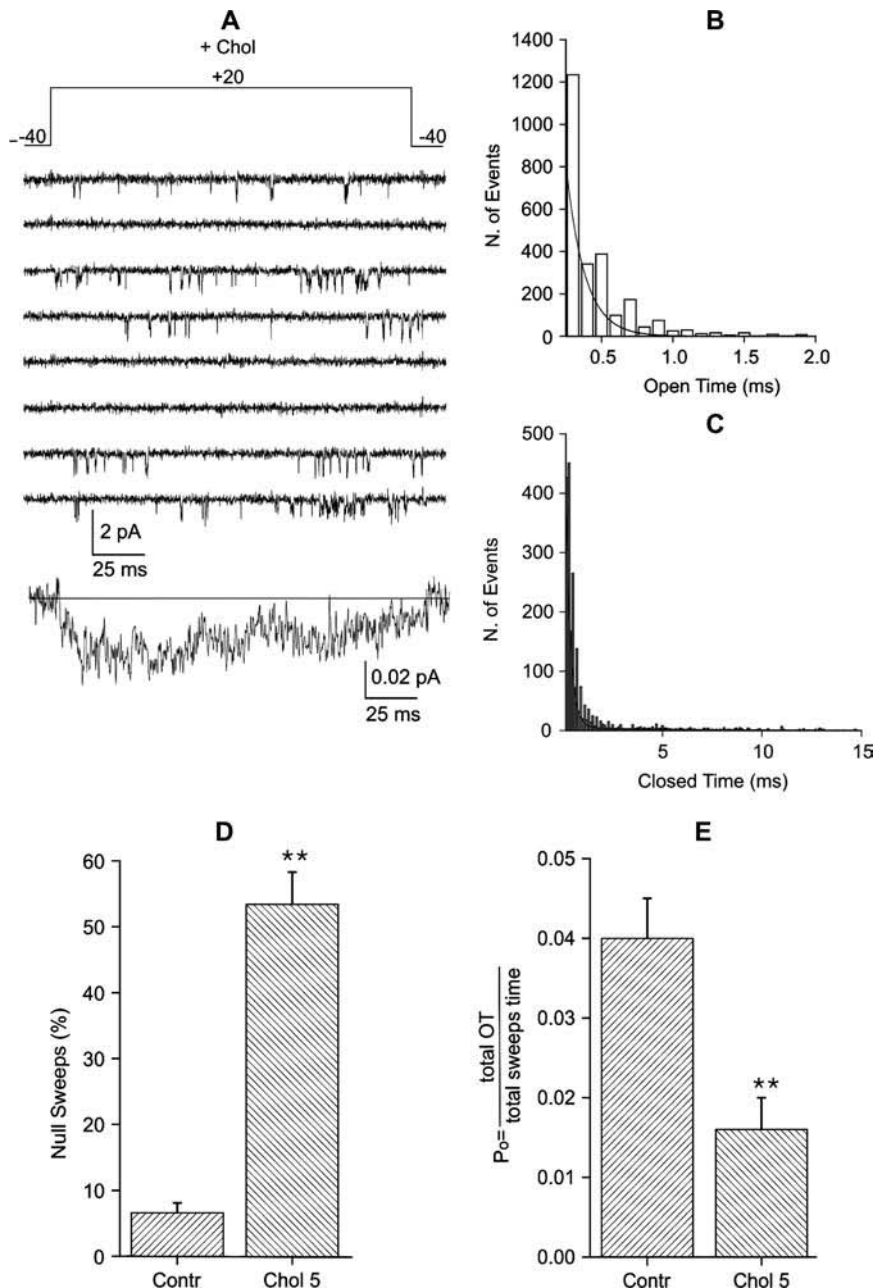 A
+ Chol
+20
-40
-40
2 pA
25 ms
0.02 pA
25 ms
B
N. of Events
1400
1200
1000
800
600
400
200
0
0.5
1.0
1.5
2.0
Open Time (ms)
C
N. of Events
500
400
300
200
100
0
5
10
15
Closed Time (ms)
D
Null Sweeps (%)
60
50
40
30
20
10
0
**
Contr
Chol 5
E
Po= total OT
total sweeps time
0.05
0.04
0.03
0.02
0.01
0.00
**
Contr
Chol 5